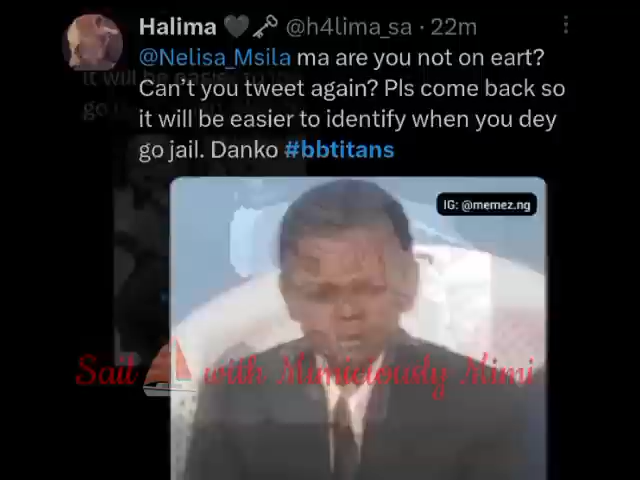 Halima 🖤🗝 @h4lima_sa · 22m
@Nelisa_Msila ma are you not on eart?
Can't you tweet again? Pls come back so
it will be easier to identify when you dey
go jail. Danko #bbtitans
IG: @memez.ng
Sail with Mimiciously Mimi